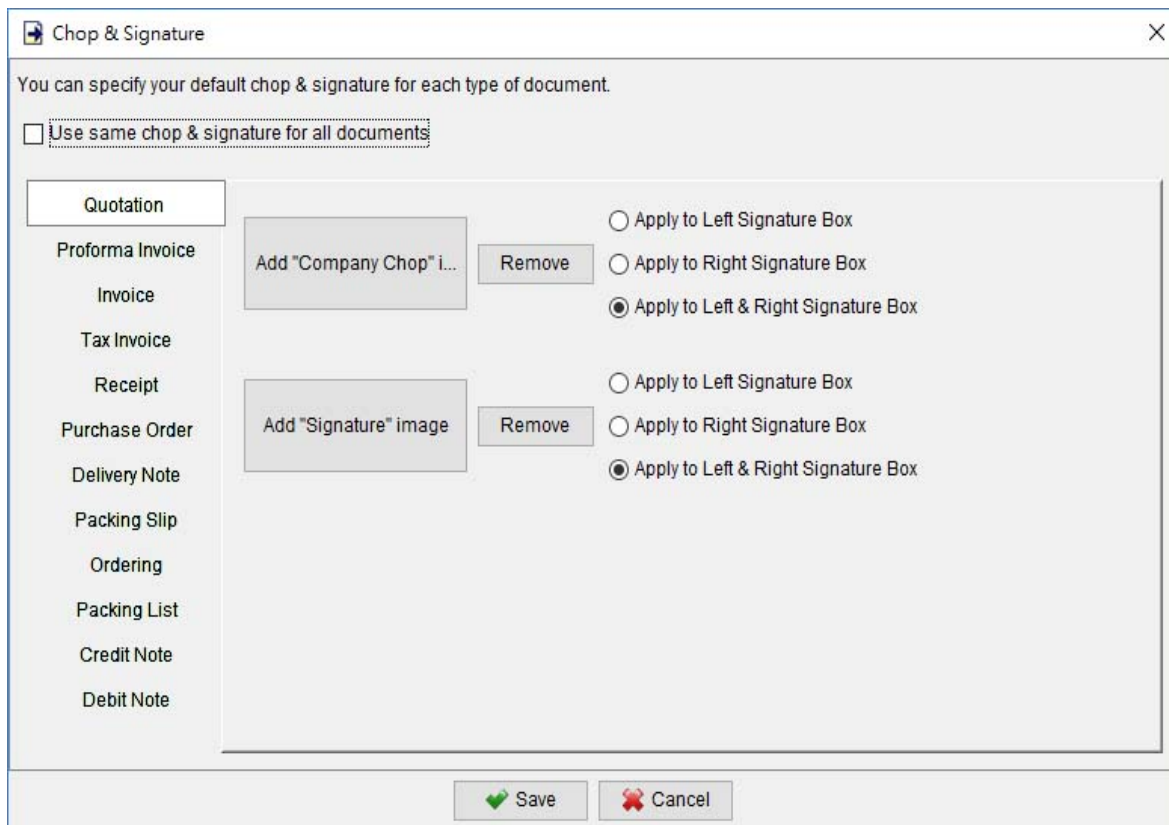 Chop & Signature
You can specify your default chop & signature for each type of document.
Use same chop & signature for all documents
Quotation
Proforma Invoice
Invoice
Tax Invoice
Receipt
Purchase Order
Delivery Note
Packing Slip
Ordering
Packing List
Credit Note
Debit Note
Add "Company Chop" i...
Remove
Apply to Left Signature Box
Apply to Right Signature Box
Apply to Left & Right Signature Box
Add "Signature" image
Remove
Apply to Left Signature Box
Apply to Right Signature Box
Apply to Left & Right Signature Box
Save
Cancel